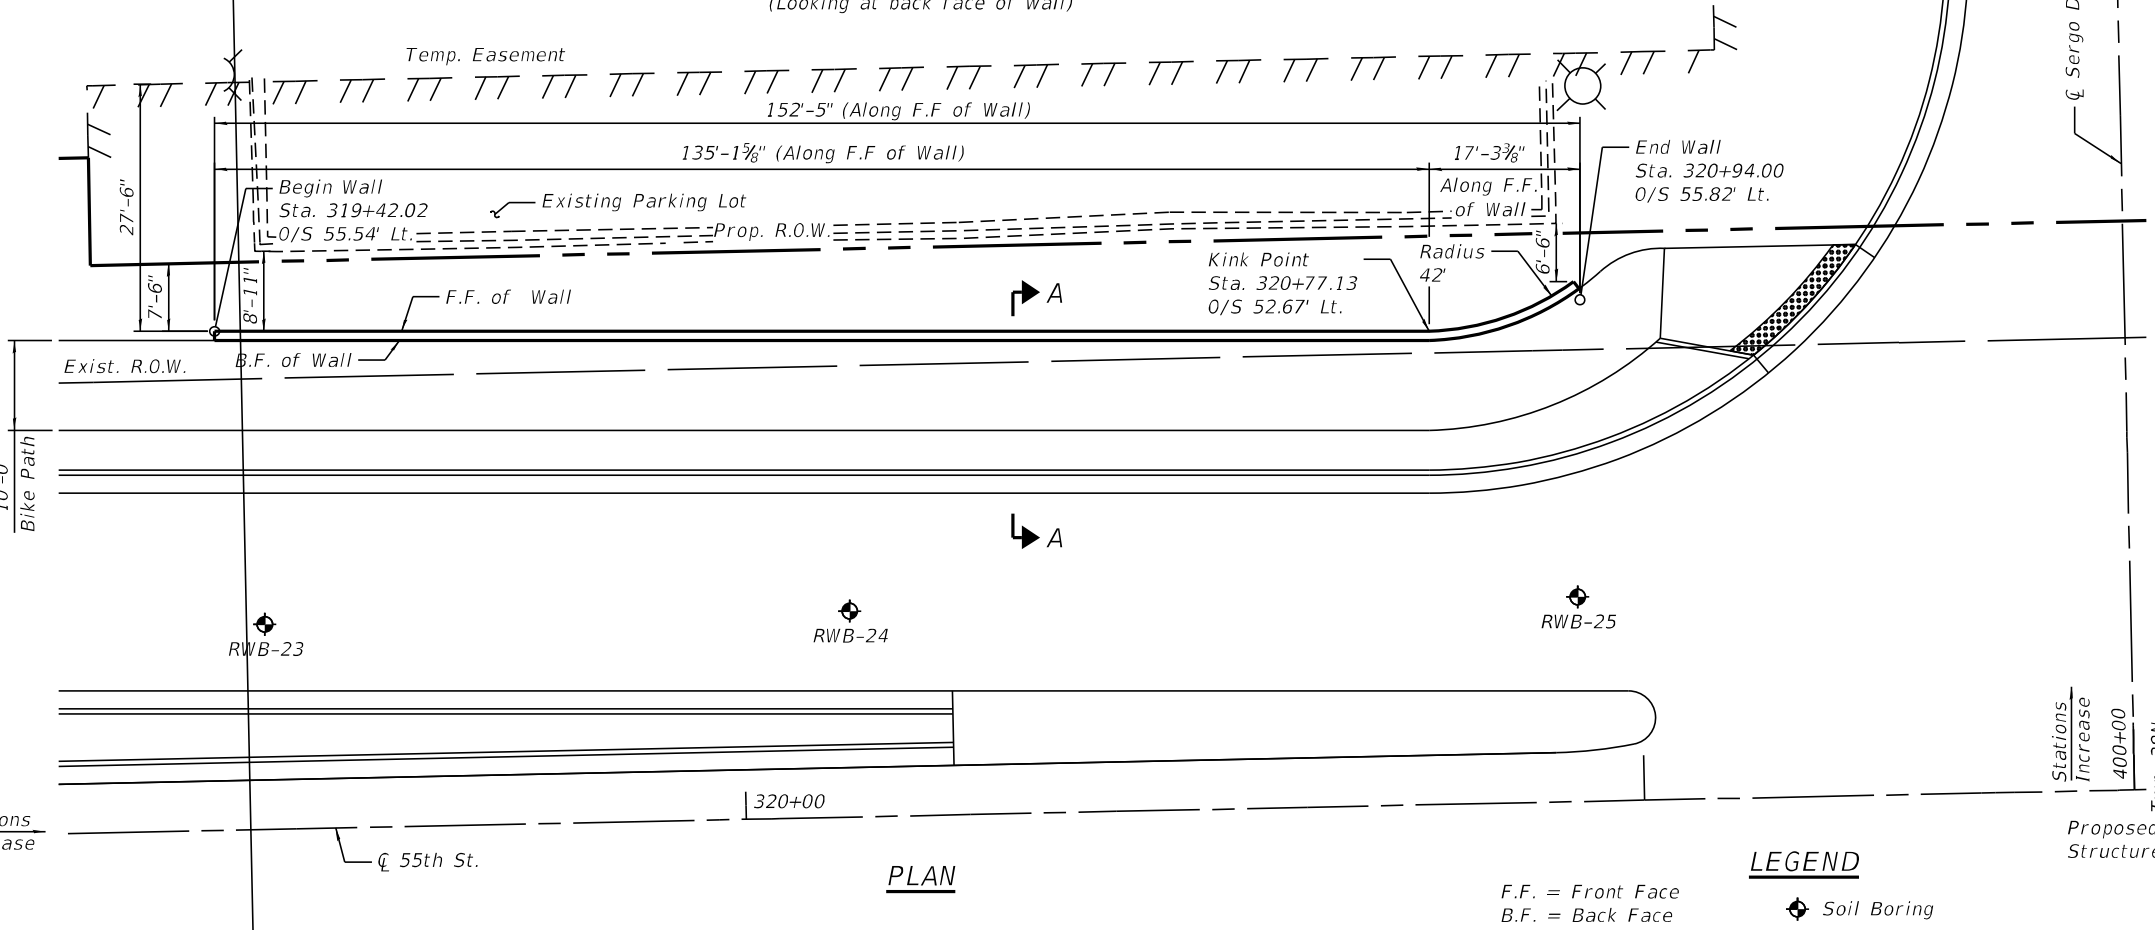 (Looking at back face of Wall)
Temp. Easement
℄ Sergo D
152'-5" (Along F.F of Wall)
135'-1⅝" (Along F.F of Wall)
17'-3⅜"
Along F.F.
of Wall
End Wall
Sta. 320+94.00
O/S 55.82' Lt.
27'-6"
Begin Wall
Sta. 319+42.02
O/S 55.54' Lt.
Existing Parking Lot
Prop. R.O.W.
7'-6"
8'-11"
6'-6"
F.F. of Wall
B.F. of Wall
A
Kink Point
Sta. 320+77.13
O/S 52.67' Lt.
Radius
42'
Exist. R.O.W.
10'-0
Bike Path
A
RWB-23
RWB-24
RWB-25
320+00
Stations
Increase
400+00
ons
ase
℄ 55th St.
Proposed
Structure
PLAN
LEGEND
F.F. = Front Face
B.F. = Back Face
Soil Boring